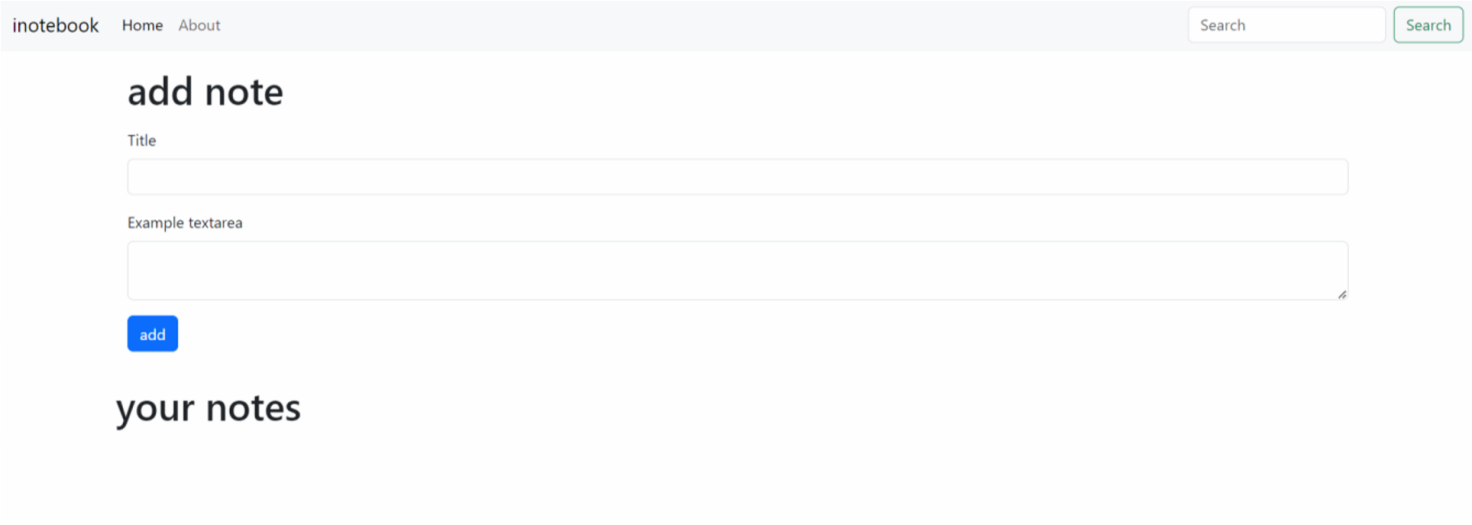 inotebook Home About Search Search
add note
Title
Example textarea
add
your notes